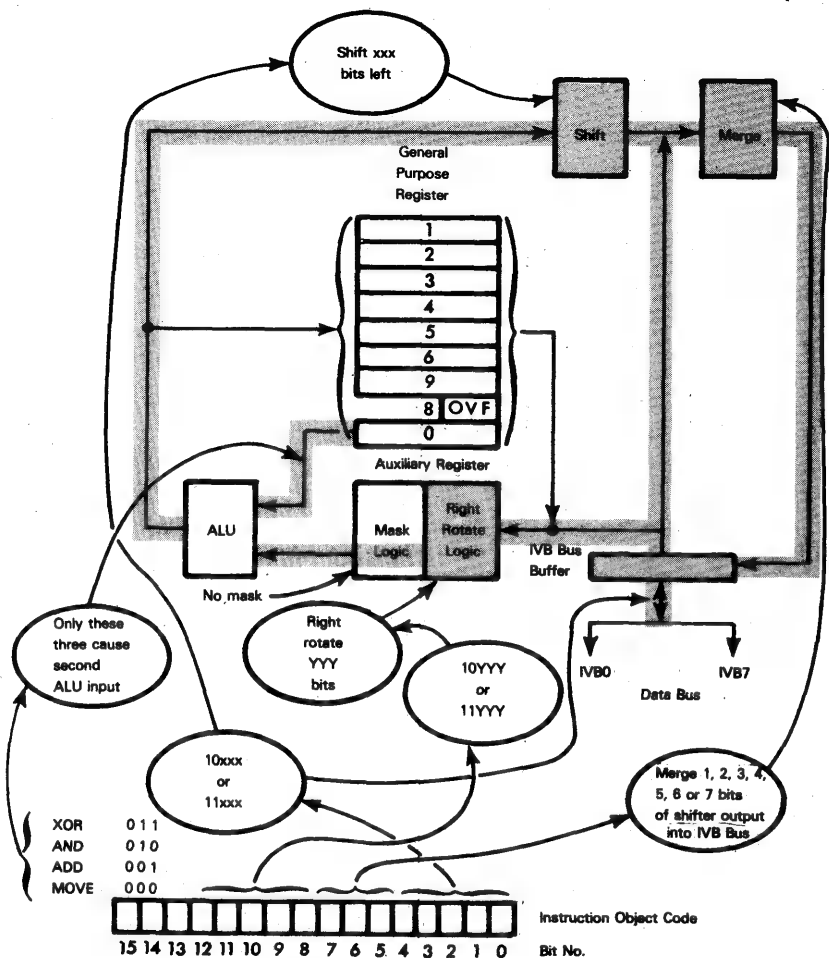 Shift xxx
bits left
Shift
Merge
General
Purpose
Register
1
2
3
4
5
6
9
8 OVF
0
Auxiliary Register
ALU
Mask
Logic
Right
Rotate
Logic
IVB Bus
Buffer
No mask
Only these
three cause
second
ALU input
Right
rotate
YYY
bits
10YYY
or
11YYY
IVB0
IVB7
Data Bus
10xxx
or
11xxx
Merge 1, 2, 3, 4,
5, 6 or 7 bits
of shifter output
into IVB Bus
XOR 011
AND 010
ADD 001
MOVE 000
Instruction Object Code
15 14 13 12 11 10 9 8 7 6 5 4 3 2 1 0 Bit No.